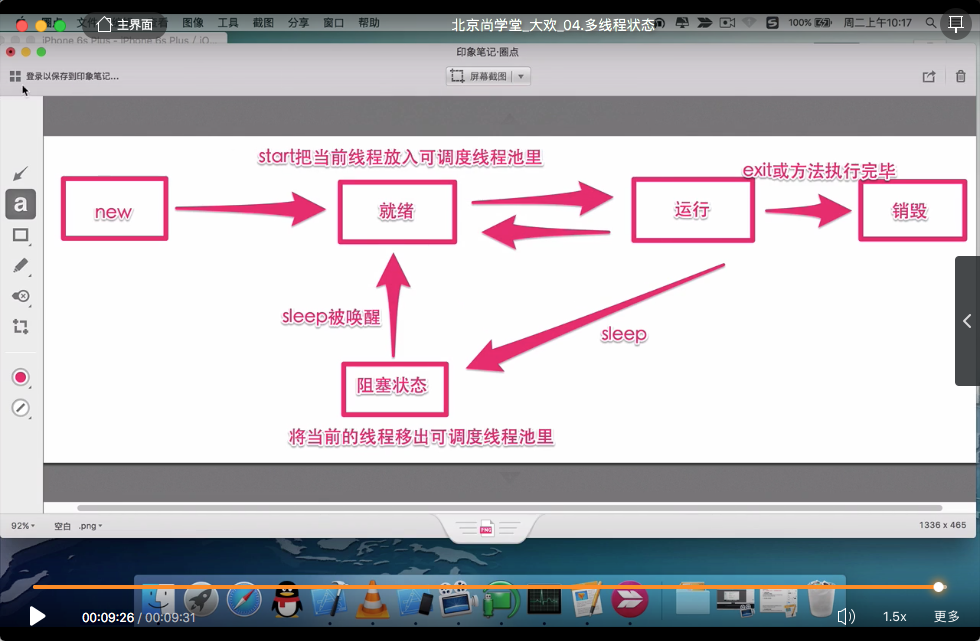 主界面
图像 工具 截图 分享 窗口 帮助
北京尚学堂_大欢_04.多线程状态
100%
周二上午10:17
印象笔记·圈点
登录以保存到印象笔记...
屏幕截图
a
start把当前线程放入可调度线程池里
exit或方法执行完毕
new
就绪
运行
销毁
sleep被唤醒
sleep
阻塞状态
将当前的线程移出可调度线程池里
92%
空白 .png
PNG
1336 x 465
00:09:26 / 00:09:31
1.5x
更多